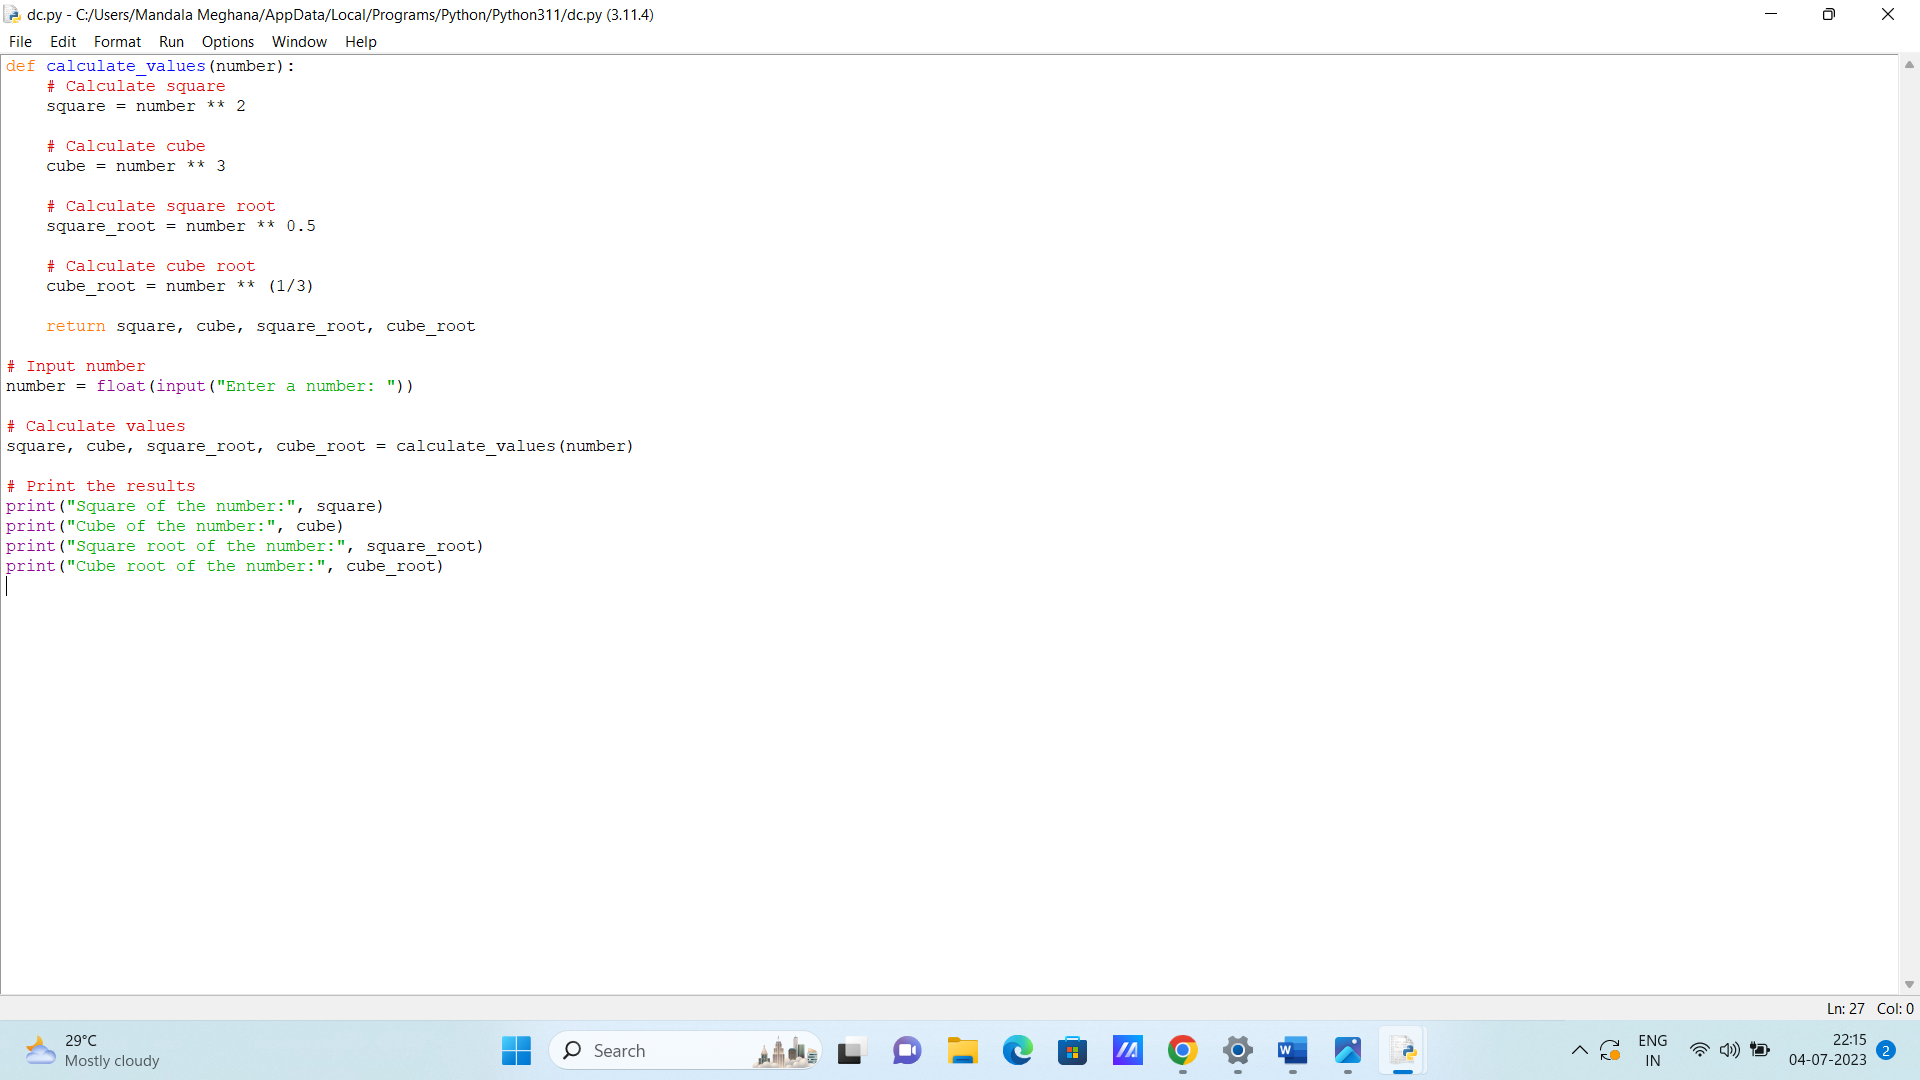 dc.py - C:/Users/Mandala Meghana/AppData/Local/Programs/Python/Python311/dc.py (3.11.4)
File Edit Format Run Options Window Help
def calculate_values(number):
    # Calculate square
    square = number ** 2

    # Calculate cube
    cube = number ** 3

    # Calculate square root
    square_root = number ** 0.5

    # Calculate cube root
    cube_root = number ** (1/3)

    return square, cube, square_root, cube_root

# Input number
number = float(input("Enter a number: "))

# Calculate values
square, cube, square_root, cube_root = calculate_values(number)

# Print the results
print("Square of the number:", square)
print("Cube of the number:", cube)
print("Square root of the number:", square_root)
print("Cube root of the number:", cube_root)
Ln: 27 Col: 0
29°C
Mostly cloudy
Search
W
ENG
IN
22:15
04-07-2023
2